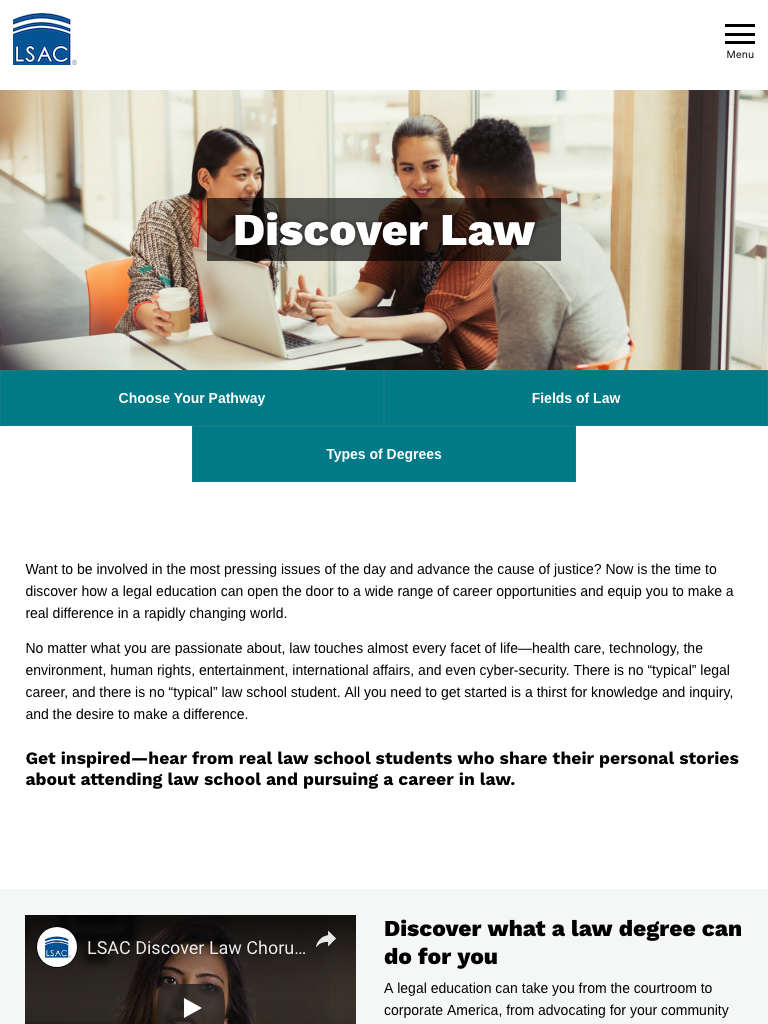 LSAC
®
Menu
Discover Law
Choose Your Pathway
Fields of Law
Types of Degrees
Want to be involved in the most pressing issues of the day and advance the cause of justice? Now is the time to
discover how a legal education can open the door to a wide range of career opportunities and equip you to make a
real difference in a rapidly changing world.
No matter what you are passionate about, law touches almost every facet of life—health care, technology, the
environment, human rights, entertainment, international affairs, and even cyber-security. There is no “typical” legal
career, and there is no “typical” law school student. All you need to get started is a thirst for knowledge and inquiry,
and the desire to make a difference.
Get inspired—hear from real law school students who share their personal stories
about attending law school and pursuing a career in law.
LSAC
LSAC Discover Law Choru...
Discover what a law degree can
do for you
A legal education can take you from the courtroom to
corporate America, from advocating for your community